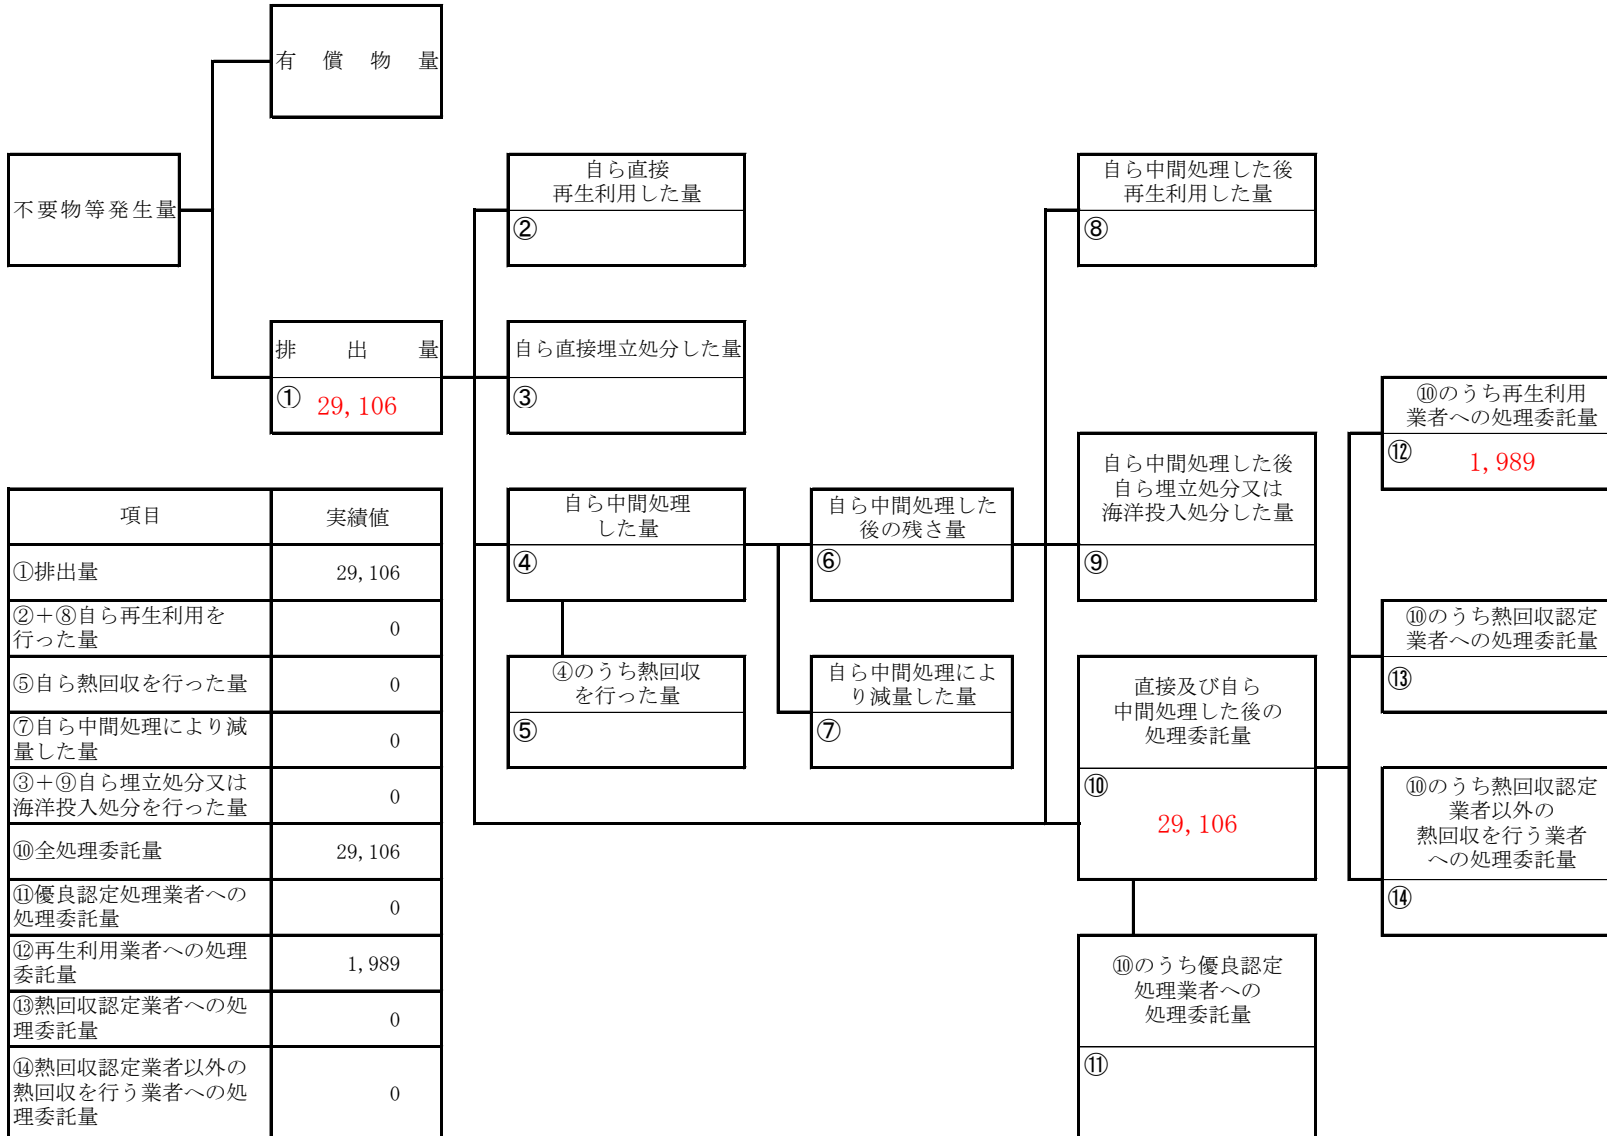 有償物量
不要物等発生量
排出量
① 29,106
自ら直接
再生利用した量
②
自ら直接埋立処分した量
③
自ら中間処理
した量
④
④のうち熱回収
を行った量
⑤
自ら中間処理した
後の残さ量
⑥
自ら中間処理によ
り減量した量
⑦
自ら中間処理した後
再生利用した量
⑧
自ら中間処理した後
自ら埋立処分又は
海洋投入処分した量
⑨
直接及び自ら
中間処理した後の
処理委託量
⑩
29,106
⑩のうち優良認定
処理業者への
処理委託量
⑪
⑩のうち再生利用
業者への処理委託量
⑫ 1,989
⑩のうち熱回収認定
業者への処理委託量
⑬
⑩のうち熱回収認定
業者以外の
熱回収を行う業者
への処理委託量
⑭
項目 実績値
①排出量 29,106
②+⑧自ら再生利用を
行った量 0
⑤自ら熱回収を行った量 0
⑦自ら中間処理により減
量した量 0
③+⑨自ら埋立処分又は
海洋投入処分を行った量 0
⑩全処理委託量 29,106
⑪優良認定処理業者への
処理委託量 0
⑫再生利用業者への処理
委託量 1,989
⑬熱回収認定業者への処
理委託量 0
⑭熱回収認定業者以外の
熱回収を行う業者への処
理委託量 0